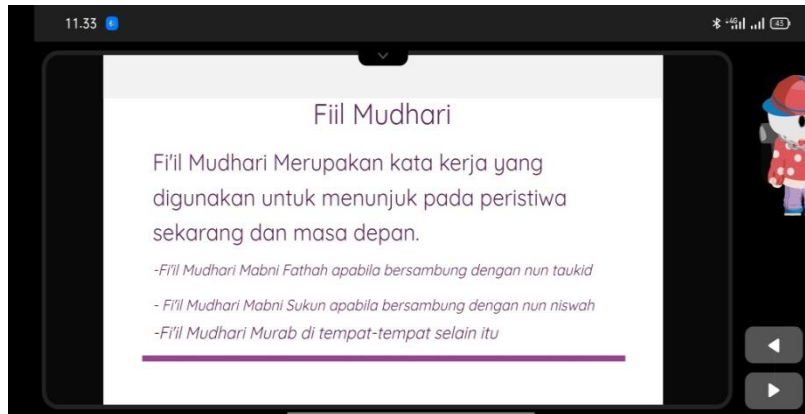 11.33
4G
43
Fiil Mudhari
Fi'il Mudhari Merupakan kata kerja yang
digunakan untuk menunjuk pada peristiwa
sekarang dan masa depan.
-Fi'il Mudhari Mabni Fathah apabila bersambung dengan nun taukid
- Fi'il Mudhari Mabni Sukun apabila bersambung dengan nun niswah
-Fi'il Mudhari Murab di tempat-tempat selain itu